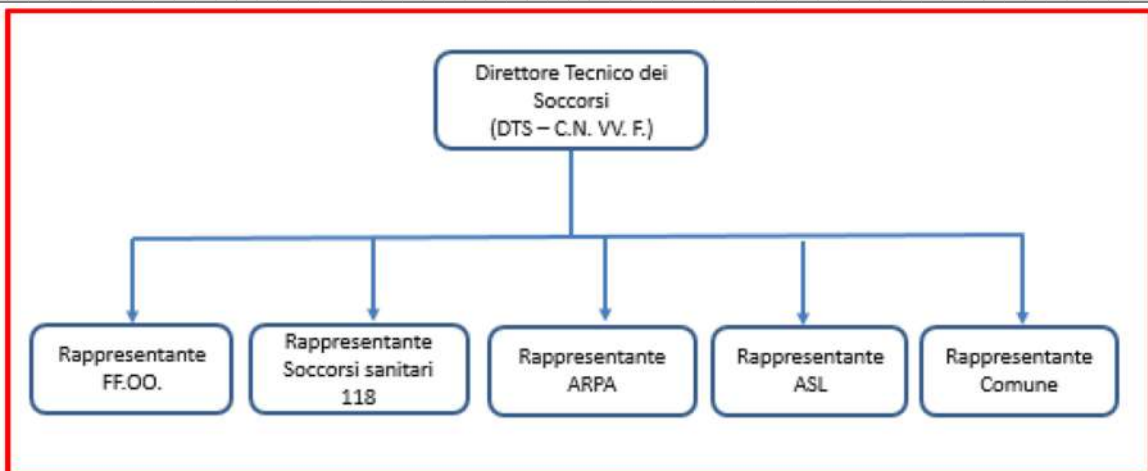 Direttore Tecnico dei
Soccorsi
(DTS – C.N. VV. F.)
Rappresentante
FF.OO.
Rappresentante
Soccorsi sanitari
118
Rappresentante
ARPA
Rappresentante
ASL
Rappresentante
Comune